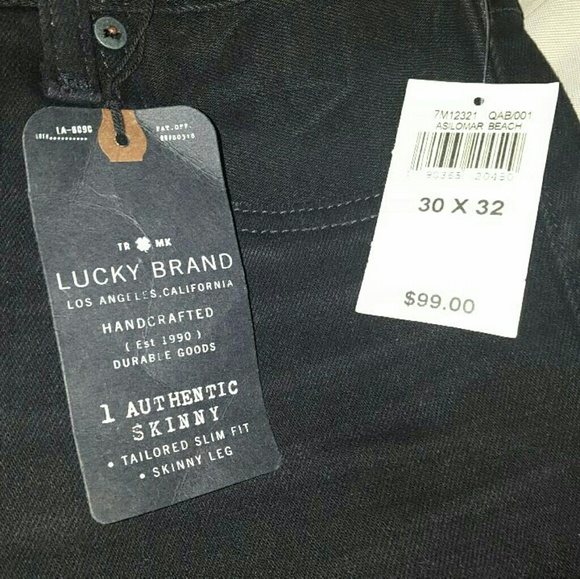 LA-809C
PAT.OFF.
TR MK
LUCKY BRAND
LOS ANGELES, CALIFORNIA
HANDCRAFTED
( Est 1990 )
DURABLE GOODS
1 AUTHENTIC
SKINNY
• TAILORED SLIM FIT
• SKINNY LEG
7M12321 QAB/001
ASILOMAR BEACH
30 X 32
$99.00